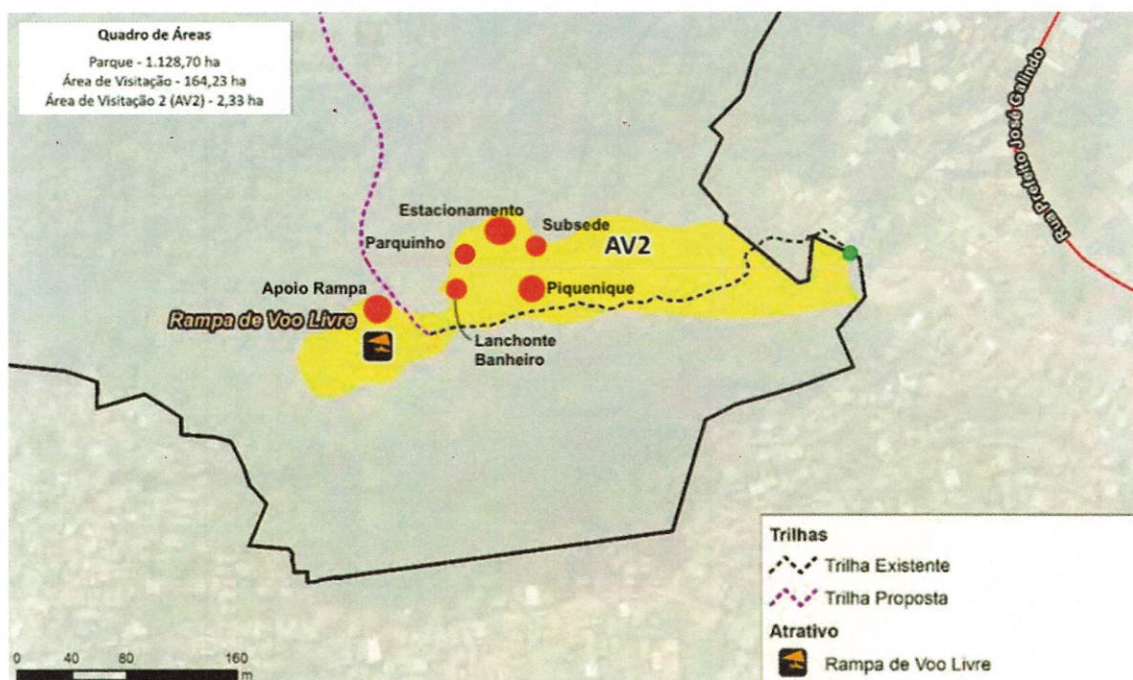 Quadro de Áreas
Parque - 1.128,70 ha
Área de Visitação - 164,23 ha
Área de Visitação 2 (AV2) - 2,33 ha
Rua Prefeito José Galindo
Estacionamento
Subsede
Parquinho
AV2
Apoio Rampa
Piquenique
Rampa de Voo Livre
Lanchonte
Banheiro
Trilhas
Trilha Existente
Trilha Proposta
Atrativo
Rampa de Voo Livre
0 40 80 160
m